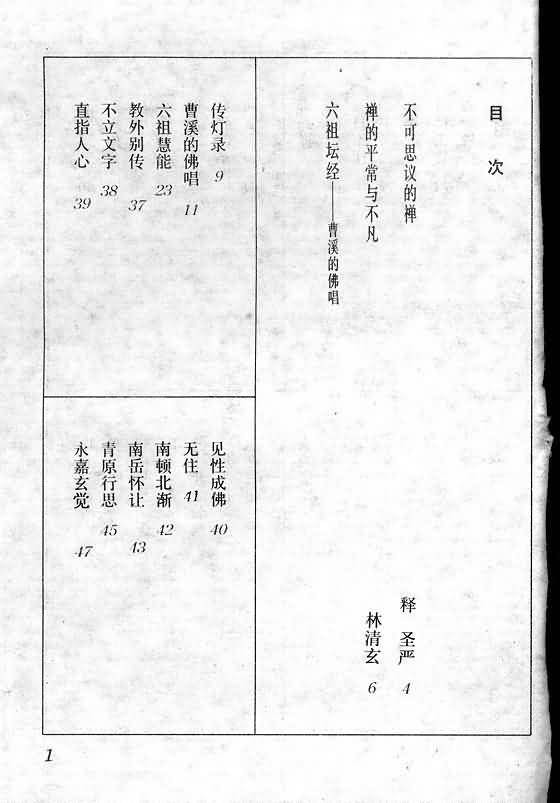 目 次
不可思议的禅 释 圣严 4
禅的平常与不凡 林清玄 6
六祖坛经——曹溪的佛唱
传灯录 9
曹溪的佛唱 11
六祖慧能 23
教外别传 37
不立文字 38
直指人心 39
见性成佛 40
无住 41
南顿北渐 42
南岳怀让 43
青原行思 45
永嘉玄觉 47
1